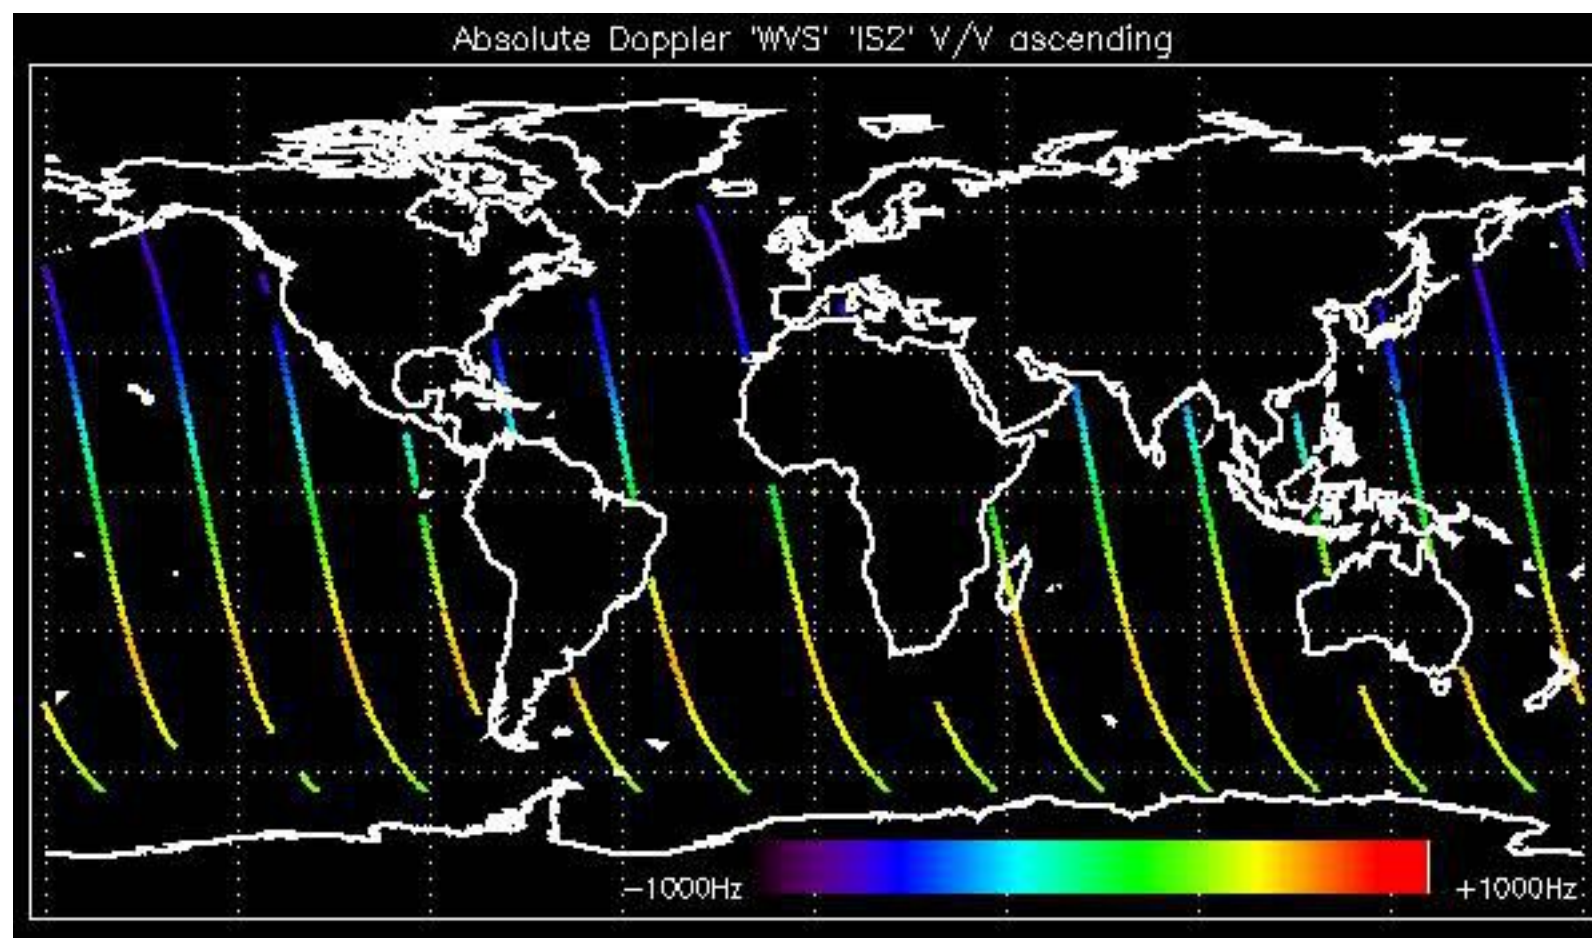 Absolute Doppler 'WVS' 'IS2' V/V ascending
−1000Hz
+1000Hz